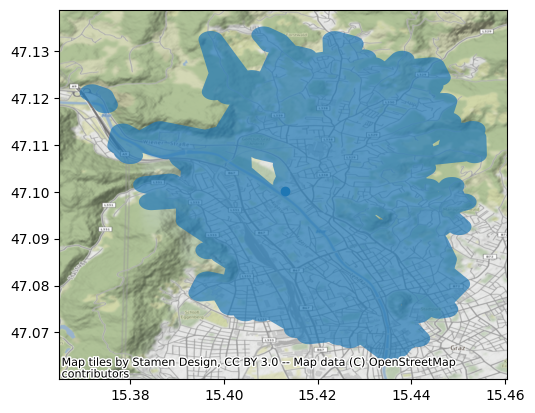 47.13
47.12
47.11
47.10
47.09
47.08
47.07
Graz
Map tiles by Stamen Design, CC BY 3.0 -- Map data (C) OpenStreetMap
contributors
15.38 15.40 15.42 15.44 15.46